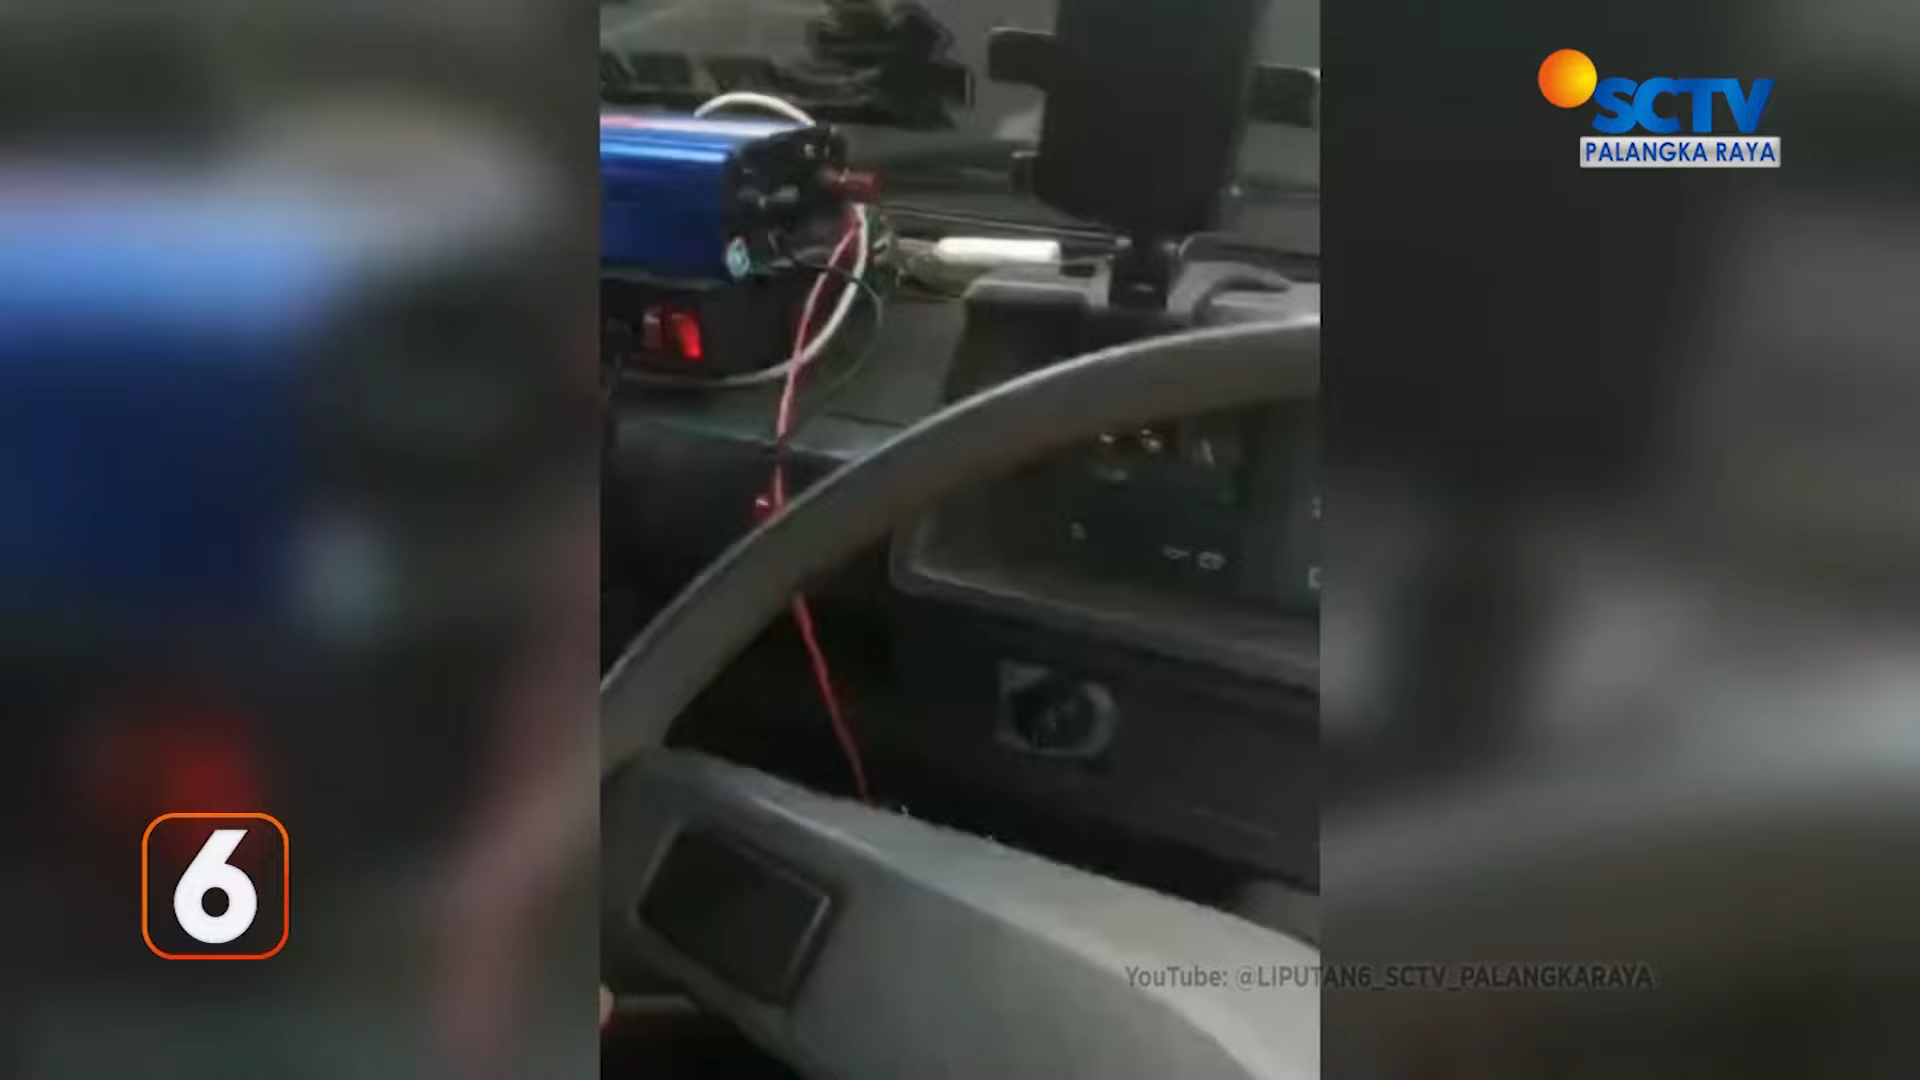 SCTV
PALANGKA RAYA
6
YouTube: @LIPUTAN6_SCTV_PALANGKARAYA